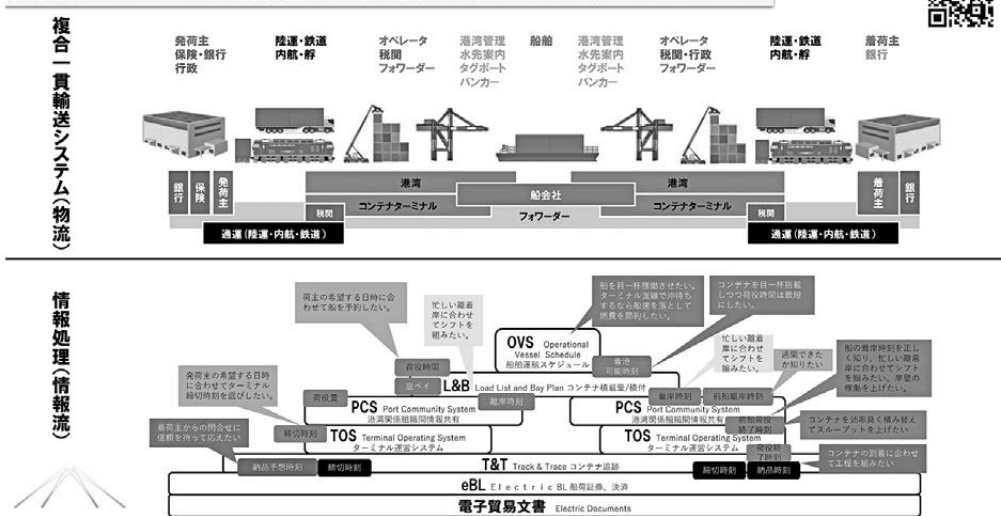 複合一貫輸送システム(物流)
発荷主
保険・銀行
行政
陸運・鉄道
内航・艀
オペレータ
税関
フォワーダー
港湾管理
水先案内
タグボート
バンカー
船舶
港湾管理
水先案内
タグボート
バンカー
オペレータ
税関・行政
フォワーダー
陸運・鉄道
内航・艀
着荷主
銀行
銀行
保険
発荷主
港湾
船会社
港湾
コンテナターミナル
コンテナターミナル
フォワーダー
税関
税関
着荷主
銀行
通運(陸運・内航・鉄道)
通運(陸運・内航・鉄道)
情報処理(情報流)
荷主の希望する日時に合
わせて船を予約したい。
忙しい離着
岸に合わせ
てシフトを
組みたい。
船を目一杯稼働させたい。
ターミナル混雑で沖待ち
するなら船速を落として
燃費を節約したい。
コンテナを目一杯搭載
しつつ荷役時間は最短
にしたい。
忙しい離着
岸に合わせ
てシフトを
組みたい。
通関できた
か知りたい
船の着岸時刻を正し
く知り、忙しい離着
岸に合わせてシフト
を組みたい。岸壁の
稼働を上げたい。
発荷主の希望する日時
に合わせてターミナル
締切時刻を選びしたい。
着荷主からの問合せに
信頼を持って応えたい
コンテナを効率良く積み替え
てスループットを上げたい
コンテナの到着に合わせ
て工程を組みたい
OVS Operational
Vessel Schedule
船舶運航スケジュール
着港
可能時刻
荷役時間
空ベイ
L&B Load List and Bay Plan コンテナ積載量/積付
荷役量
離岸時刻
着岸時刻
前船離岸時刻
PCS Port Community System
港湾関係組織間情報共有
PCS Port Community System
港湾関係組織間情報共有
前船荷役
終了時刻
締切時刻
TOS Terminal Operating System
ターミナル運営システム
TOS Terminal Operating System
ターミナル運営システム
荷役終
了時刻
納品予想時刻
締切時刻
T&T Track & Trace コンテナ追跡
締切時刻
納品時刻
eBL Electric BL 船荷証券、決済
電子貿易文書 Electric Documents